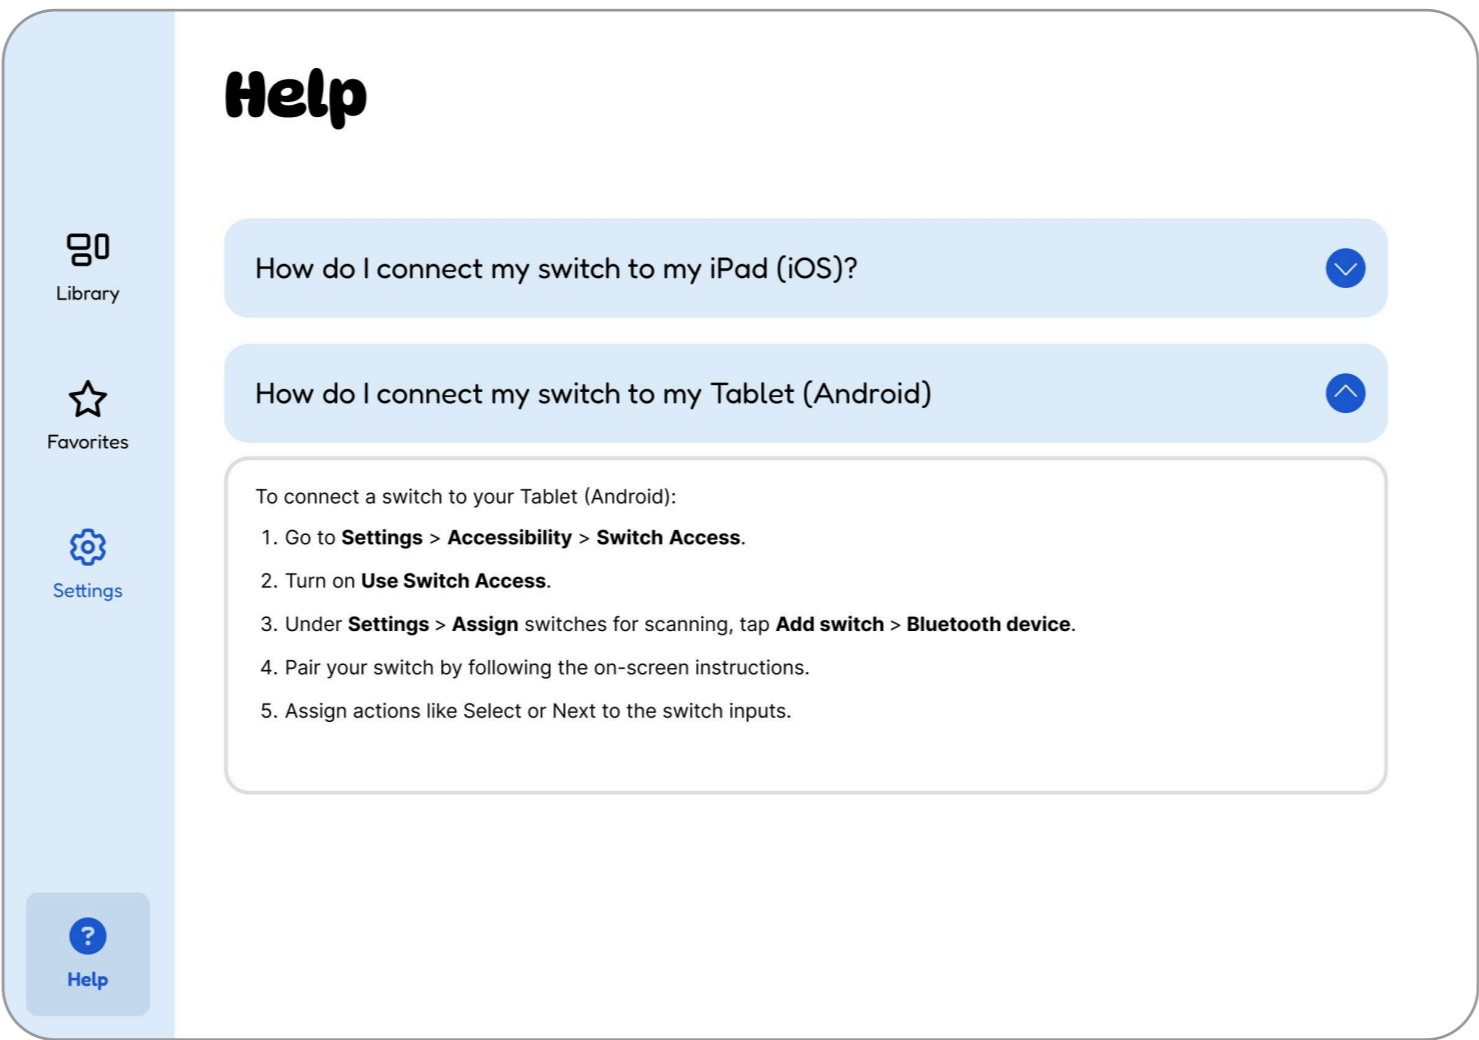 Help
Library
Favorites
Settings
?
Help
How do I connect my switch to my iPad (iOS)?
How do I connect my switch to my Tablet (Android)
To connect a switch to your Tablet (Android):
1. Go to Settings > Accessibility > Switch Access.
2. Turn on Use Switch Access.
3. Under Settings > Assign switches for scanning, tap Add switch > Bluetooth device.
4. Pair your switch by following the on-screen instructions.
5. Assign actions like Select or Next to the switch inputs.